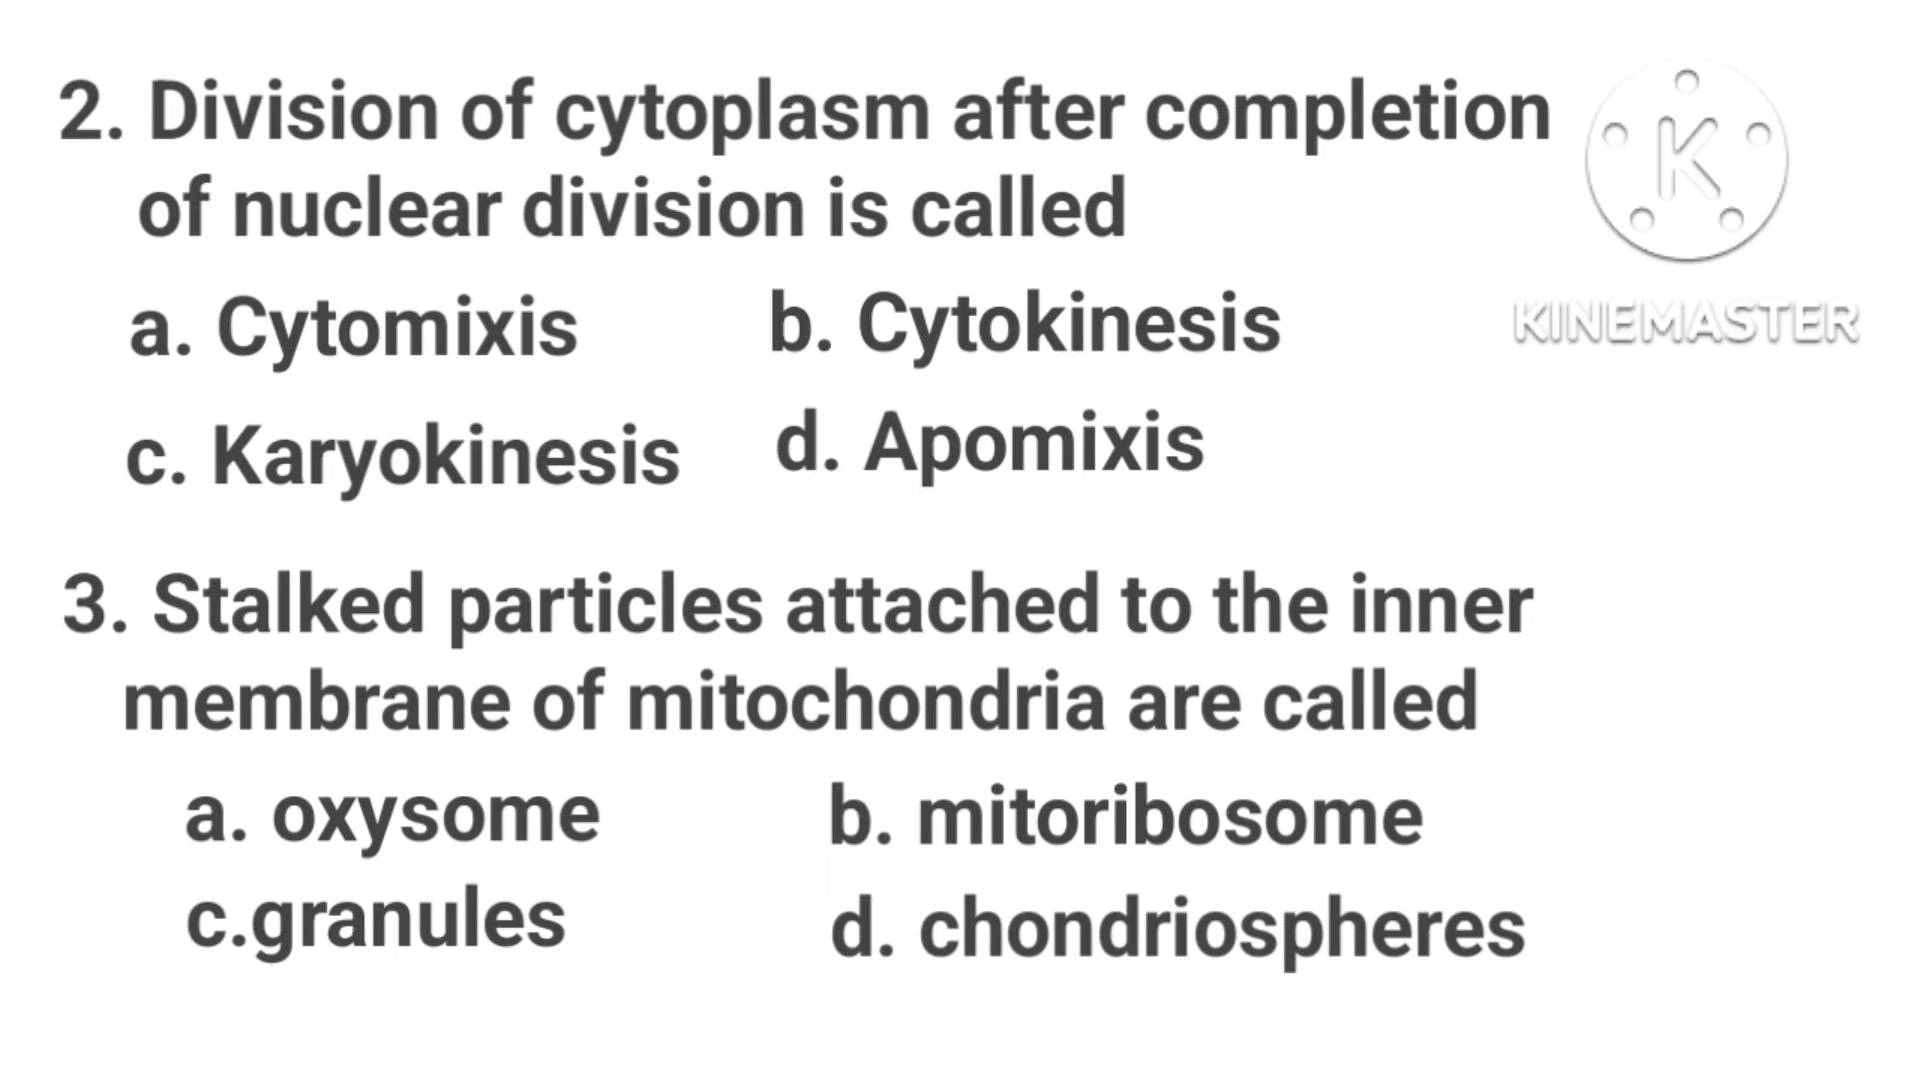 2. Division of cytoplasm after completion
of nuclear division is called
a. Cytomixis b. Cytokinesis
c. Karyokinesis d. Apomixis
3. Stalked particles attached to the inner
membrane of mitochondria are called
a. oxysome b. mitoribosome
c.granules d. chondriospheres
K
KINEMASTER